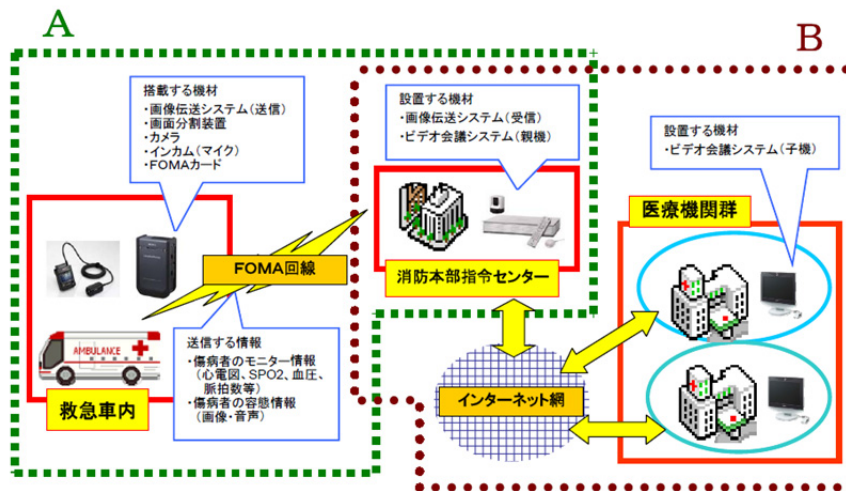 A
B
搭載する機材
・画像伝送システム(送信)
・画面分割装置
・カメラ
・インカム(マイク)
・FOMAカード
設置する機材
・画像伝送システム(受信)
・ビデオ会議システム(親機)
設置する機材
・ビデオ会議システム(子機)
医療機関群
FOMA回線
消防本部指令センター
AMBULANCE
送信する情報
・傷病者のモニター情報
(心電図、SPO2、血圧、
脈拍数等)
・傷病者の容態情報
(画像・音声)
救急車内
インターネット網